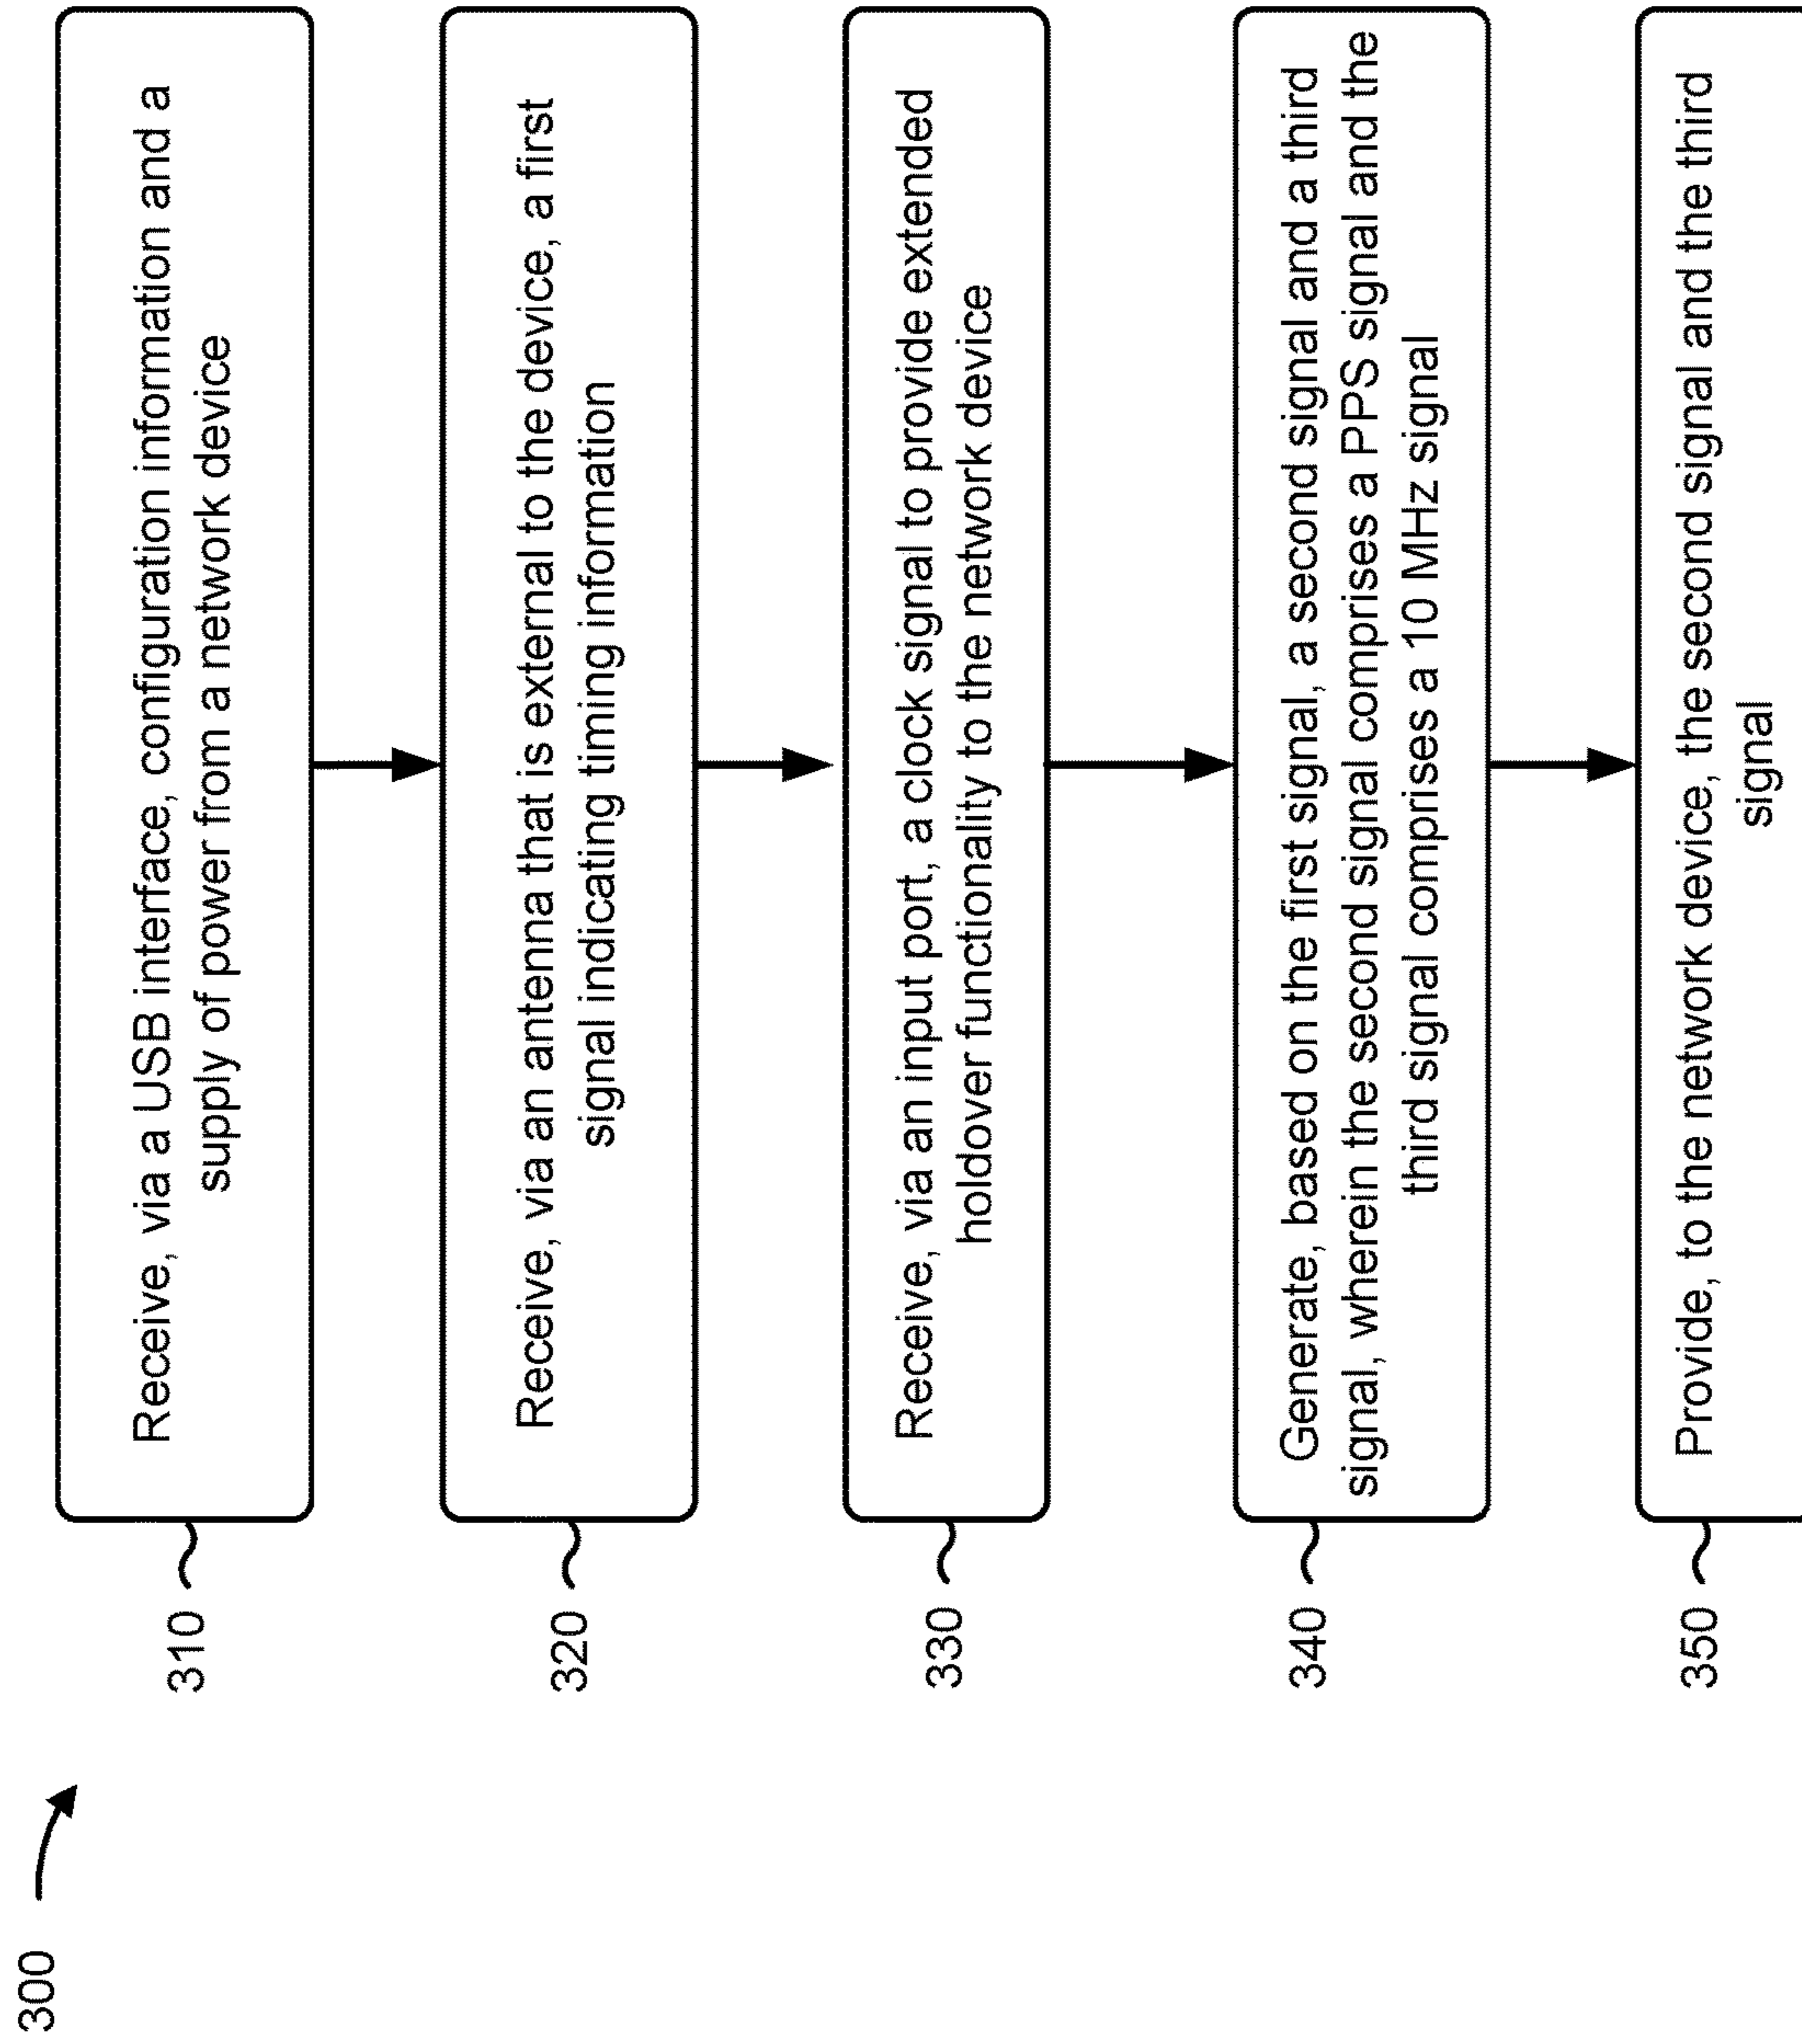 300
310
Receive, via a USB interface, configuration information and a
supply of power from a network device
320
Receive, via an antenna that is external to the device, a first
signal indicating timing information
330
Receive, via an input port, a clock signal to provide extended
holdover functionality to the network device
340
Generate, based on the first signal, a second signal and a third
signal, wherein the second signal comprises a PPS signal and the
third signal comprises a 10 MHz signal
350
Provide, to the network device, the second signal and the third
signal